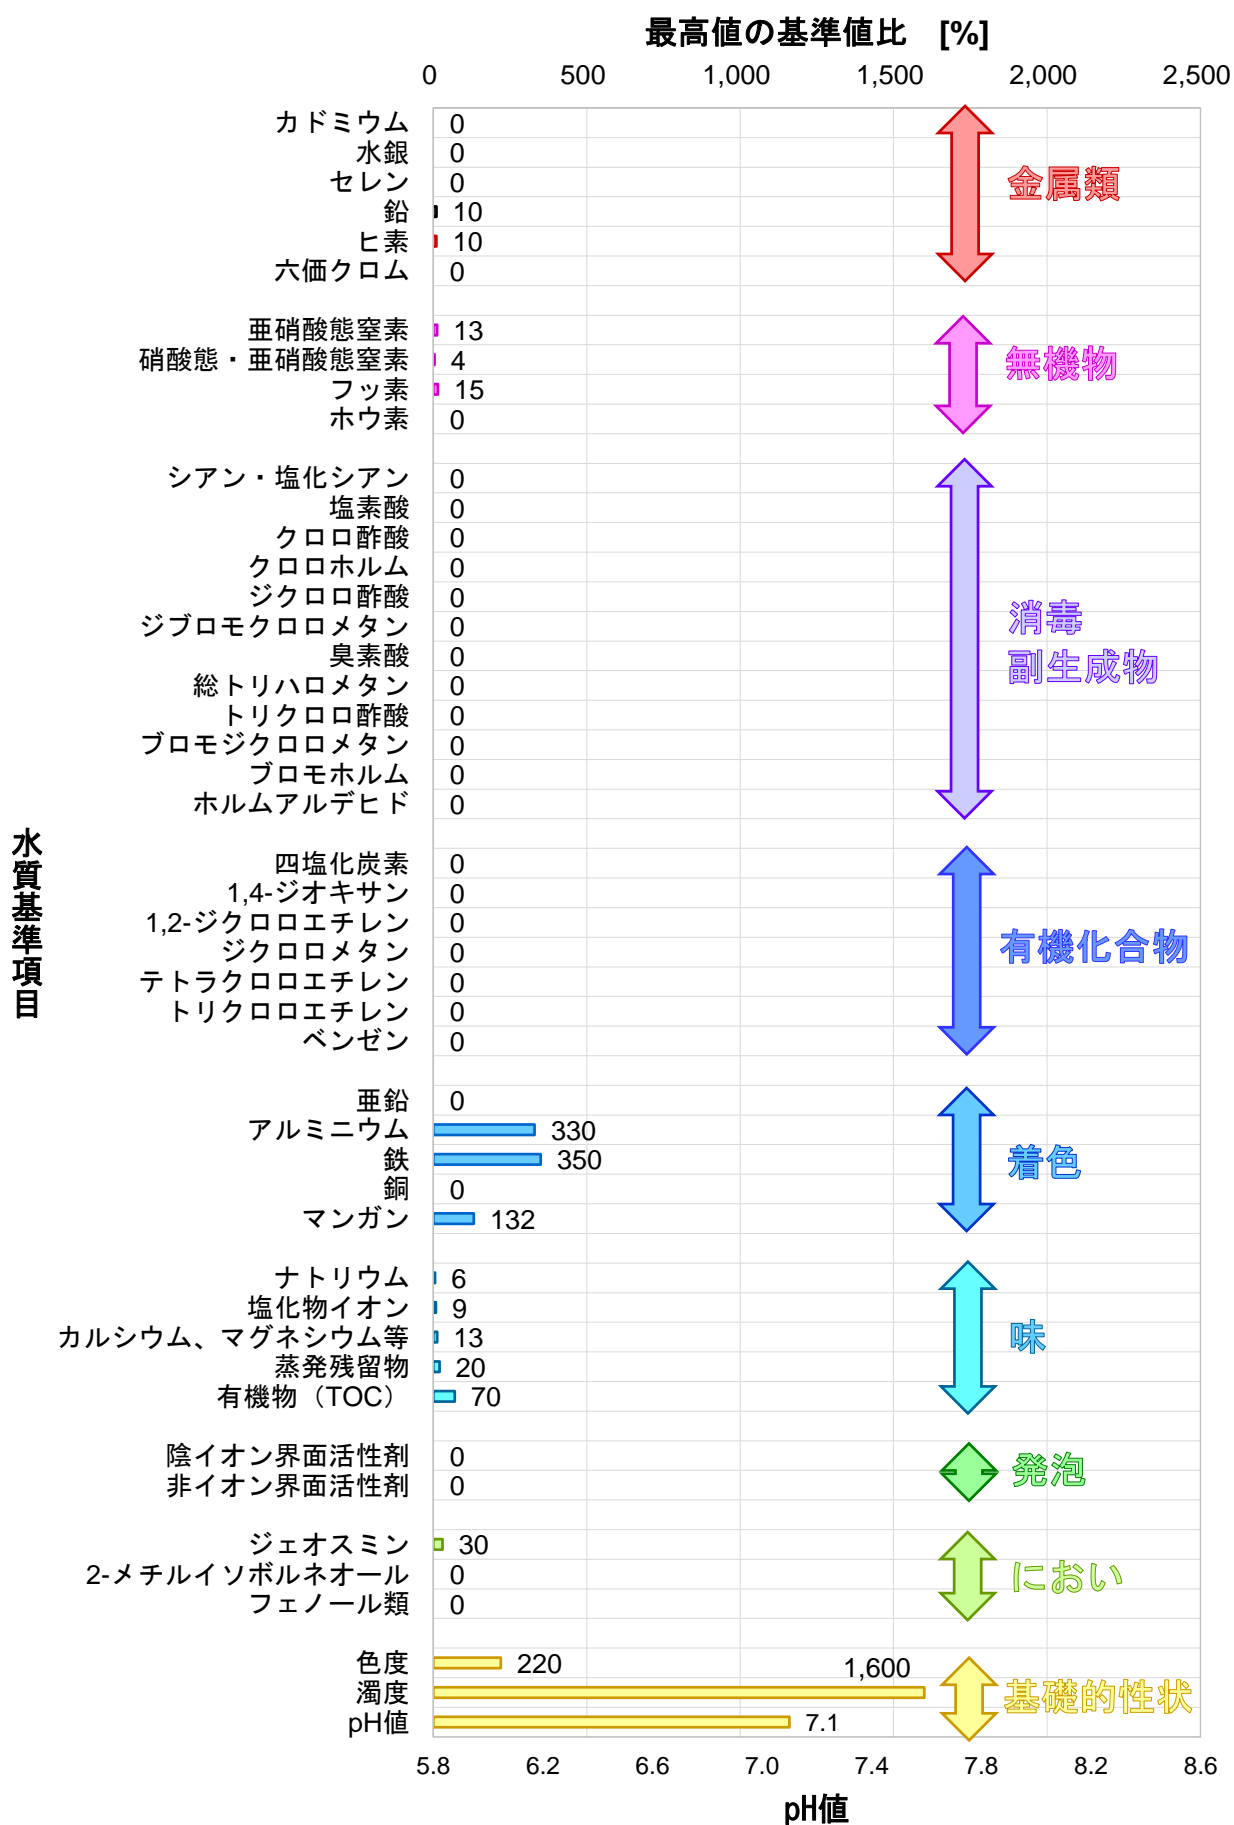 最高値の基準値比 [%]
0 500 1,000 1,500 2,000 2,500
カドミウム 0
水銀 0
セレン 0
鉛 10
ヒ素 10
六価クロム 0
金属類
亜硝酸態窒素 13
硝酸態・亜硝酸態窒素 4
フッ素 15
ホウ素 0
無機物
シアン・塩化シアン 0
塩素酸 0
クロロ酢酸 0
クロロホルム 0
ジクロロ酢酸 0
ジブロモクロロメタン 0
臭素酸 0
総トリハロメタン 0
トリクロロ酢酸 0
ブロモジクロロメタン 0
ブロモホルム 0
ホルムアルデヒド 0
消毒
副生成物
四塩化炭素 0
1,4-ジオキサン 0
1,2-ジクロロエチレン 0
ジクロロメタン 0
テトラクロロエチレン 0
トリクロロエチレン 0
ベンゼン 0
有機化合物
亜鉛 0
アルミニウム 330
鉄 350
銅 0
マンガン 132
着色
ナトリウム 6
塩化物イオン 9
カルシウム、マグネシウム等 13
蒸発残留物 20
有機物（TOC） 70
味
陰イオン界面活性剤 0
非イオン界面活性剤 0
発泡
ジェオスミン 30
2-メチルイソボルネオール 0
フェノール類 0
におい
色度 220
濁度 1,600
pH値 7.1
基礎的性状
5.8 6.2 6.6 7.0 7.4 7.8 8.2 8.6
pH値
水質基準項目